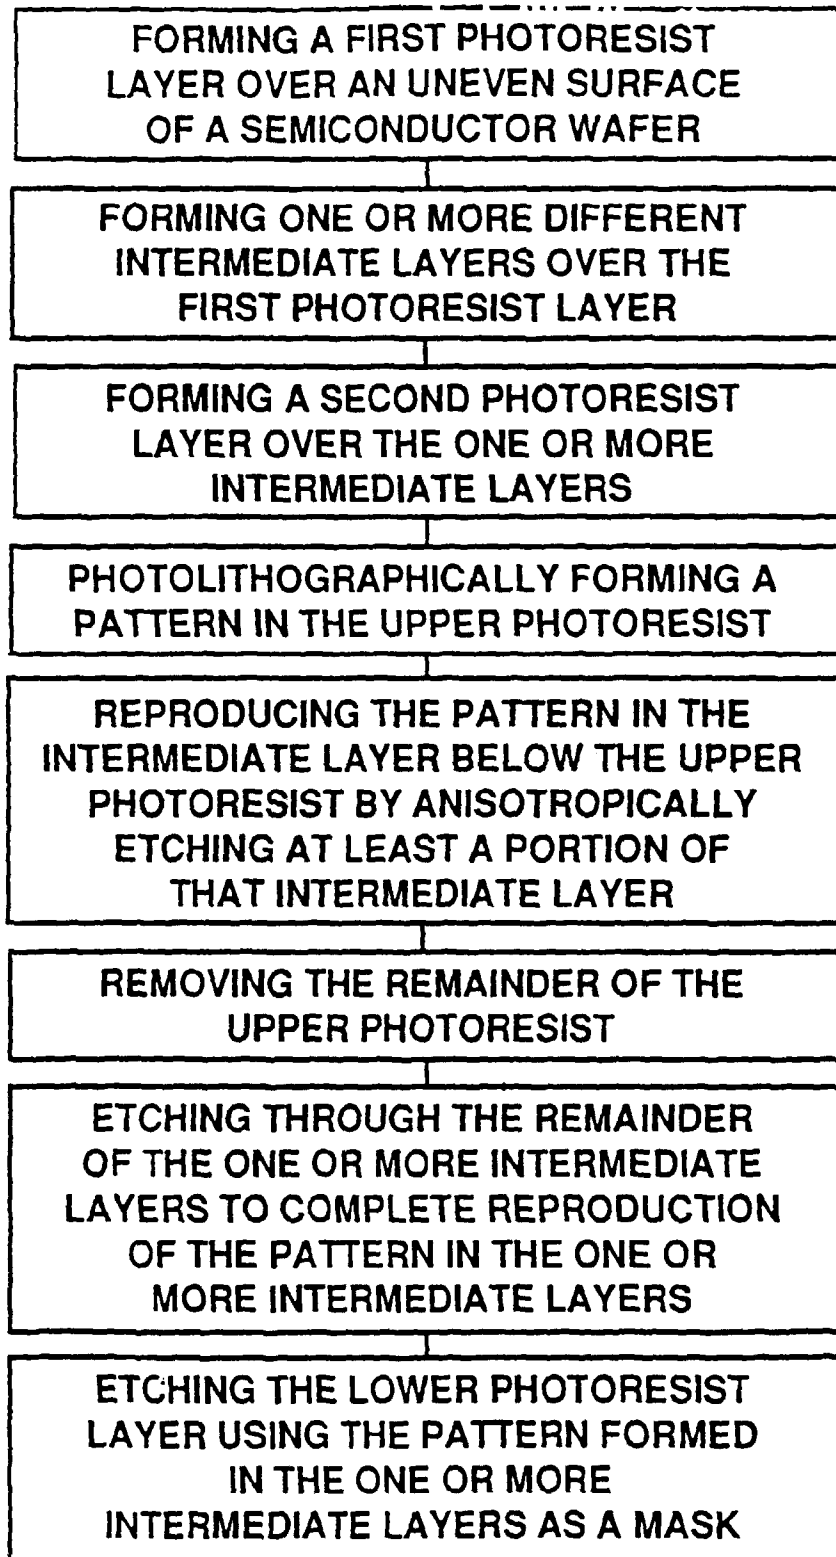 FORMING A FIRST PHOTORESIST
LAYER OVER AN UNEVEN SURFACE
OF A SEMICONDUCTOR WAFER
FORMING ONE OR MORE DIFFERENT
INTERMEDIATE LAYERS OVER THE
FIRST PHOTORESIST LAYER
FORMING A SECOND PHOTORESIST
LAYER OVER THE ONE OR MORE
INTERMEDIATE LAYERS
PHOTOLITHOGRAPHICALLY FORMING A
PATTERN IN THE UPPER PHOTORESIST
REPRODUCING THE PATTERN IN THE
INTERMEDIATE LAYER BELOW THE UPPER
PHOTORESIST BY ANISOTROPICALLY
ETCHING AT LEAST A PORTION OF
THAT INTERMEDIATE LAYER
REMOVING THE REMAINDER OF THE
UPPER PHOTORESIST
ETCHING THROUGH THE REMAINDER
OF THE ONE OR MORE INTERMEDIATE
LAYERS TO COMPLETE REPRODUCTION
OF THE PATTERN IN THE ONE OR
MORE INTERMEDIATE LAYERS
ETCHING THE LOWER PHOTORESIST
LAYER USING THE PATTERN FORMED
IN THE ONE OR MORE
INTERMEDIATE LAYERS AS A MASK